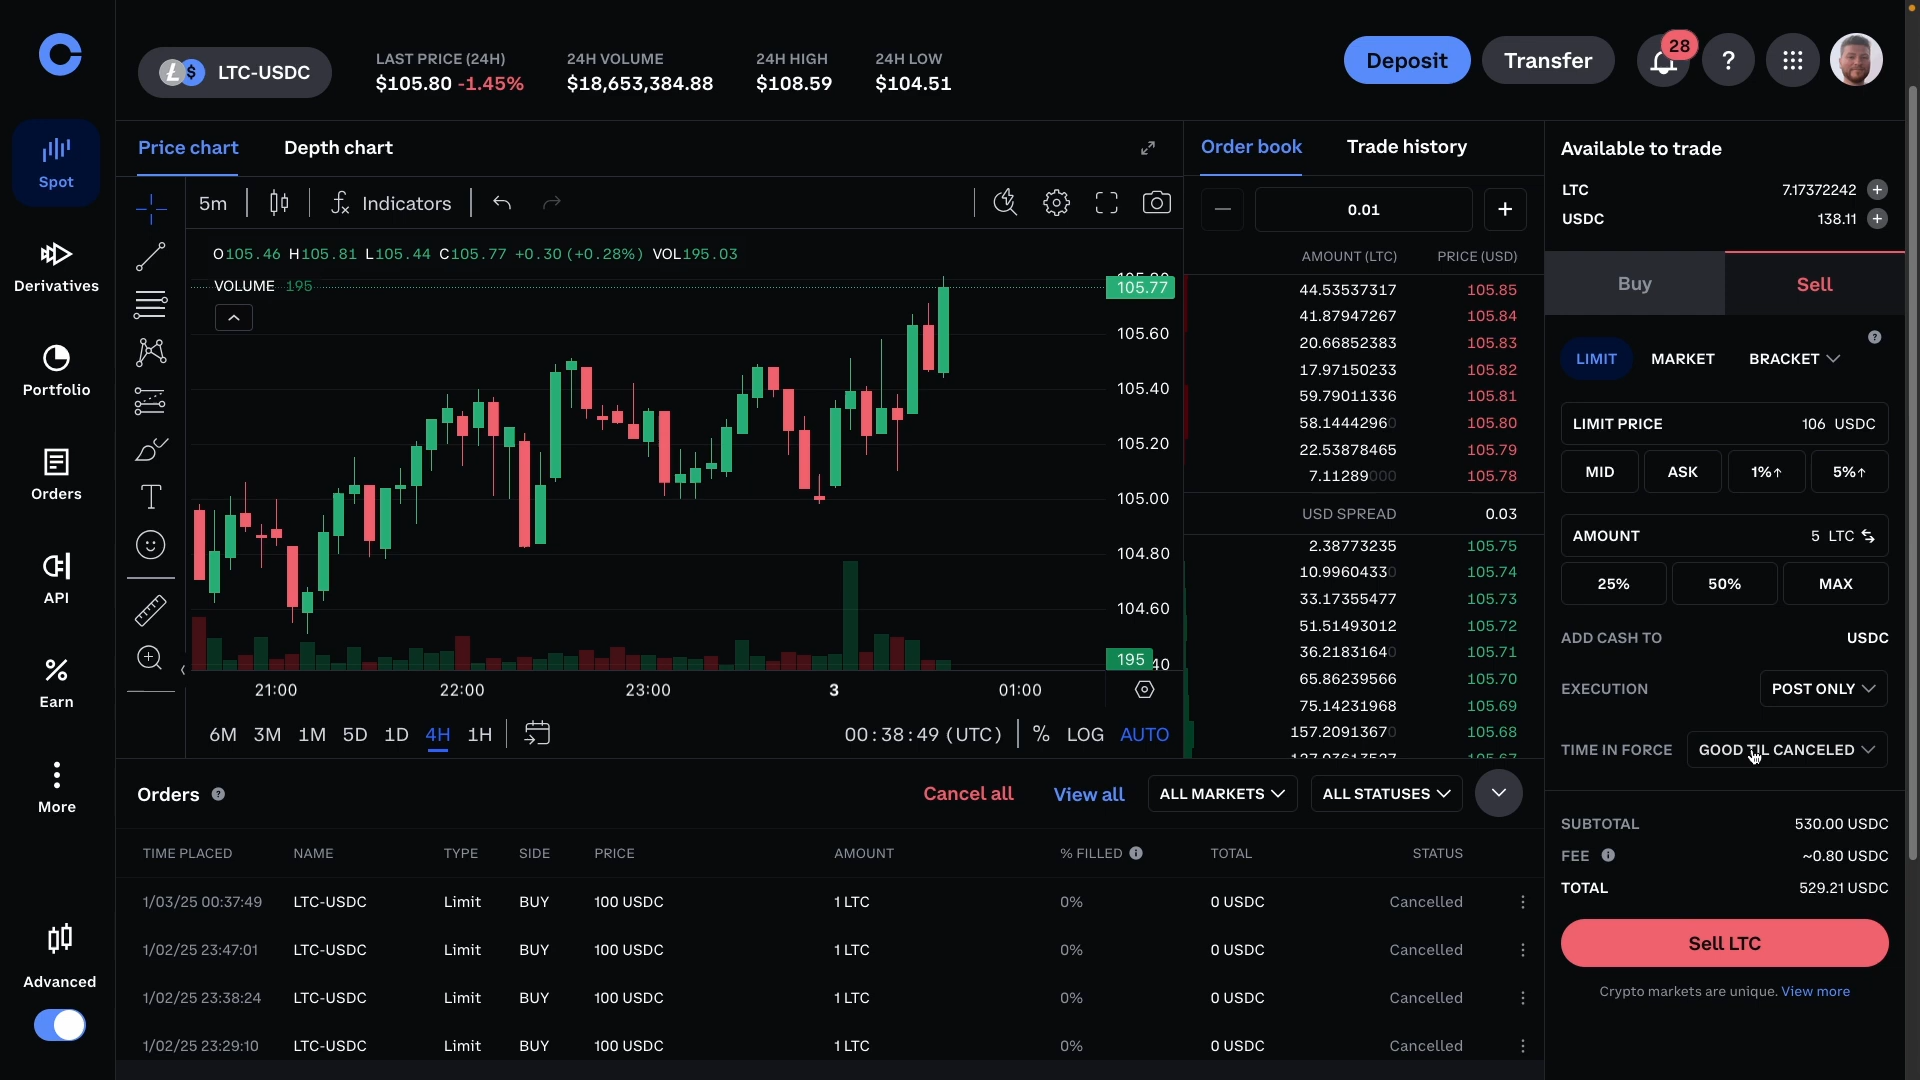 LTC-USDC
LAST PRICE (24H)
$105.80 -1.45%
24H VOLUME
$18,653,384.88
24H HIGH
$108.59
24H LOW
$104.51
Deposit
Transfer
28
?
Spot
Derivatives
Portfolio
Orders
API
Earn
More
Advanced
Price chart
Depth chart
5m
Indicators
O105.46 H105.81 L105.44 C105.77 +0.30 (+0.28%) VOL195.03
VOLUME 195
105.77
105.60
105.40
105.20
105.00
104.80
104.60
195
21:00
22:00
23:00
3
01:00
6M 3M 1M 5D 1D 4H 1H
00:38:49 (UTC)
% LOG AUTO
Order book
Trade history
0.01
AMOUNT (LTC) PRICE (USD)
44.53537317 105.85
41.87947267 105.84
20.66852383 105.83
17.97150233 105.82
59.79011336 105.81
58.14442960 105.80
22.53878465 105.79
7.11289000 105.78
USD SPREAD 0.03
2.38773235 105.75
10.99604330 105.74
33.17355477 105.73
51.51493012 105.72
36.21831640 105.71
65.86239566 105.70
75.14231968 105.69
157.20913670 105.68
Available to trade
LTC 7.17372242
USDC 138.11
Buy
Sell
LIMIT MARKET BRACKET
LIMIT PRICE 106 USDC
MID ASK 1%↑ 5%↑
AMOUNT 5 LTC
25% 50% MAX
ADD CASH TO USDC
EXECUTION POST ONLY
TIME IN FORCE GOOD TIL CANCELED
SUBTOTAL 530.00 USDC
FEE ~0.80 USDC
TOTAL 529.21 USDC
Sell LTC
Crypto markets are unique. View more
Orders
Cancel all
View all
ALL MARKETS
ALL STATUSES
TIME PLACED NAME TYPE SIDE PRICE AMOUNT % FILLED TOTAL STATUS
1/03/25 00:37:49 LTC-USDC Limit BUY 100 USDC 1 LTC 0% 0 USDC Cancelled
1/02/25 23:47:01 LTC-USDC Limit BUY 100 USDC 1 LTC 0% 0 USDC Cancelled
1/02/25 23:38:24 LTC-USDC Limit BUY 100 USDC 1 LTC 0% 0 USDC Cancelled
1/02/25 23:29:10 LTC-USDC Limit BUY 100 USDC 1 LTC 0% 0 USDC Cancelled